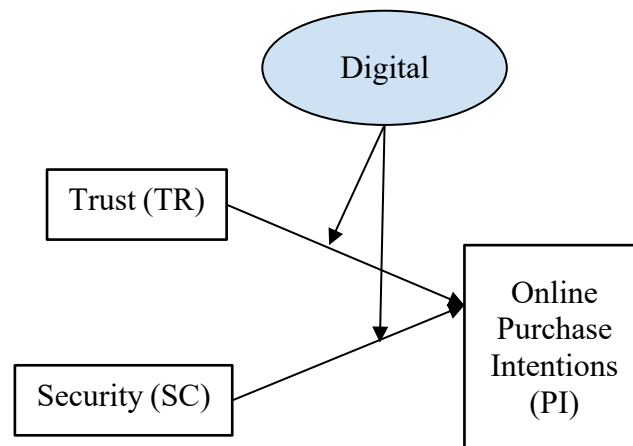 Digital
Trust (TR)
Online
Purchase
Intentions
(PI)
Security (SC)